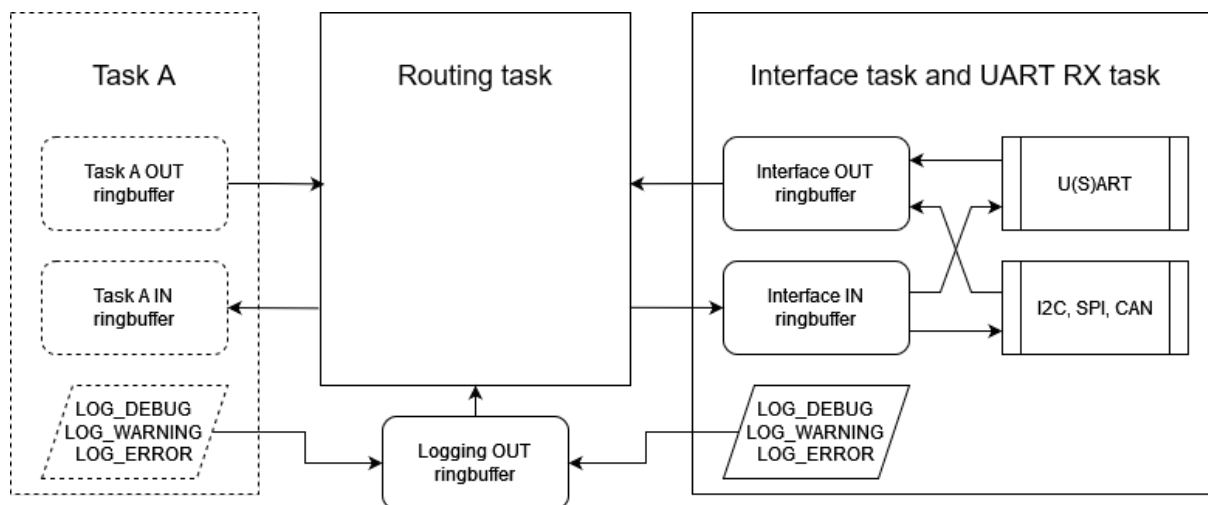 Task A
Routing task
Interface task and UART RX task
Task A OUT
ringbuffer
Interface OUT
ringbuffer
U(S)ART
Task A IN
ringbuffer
Interface IN
ringbuffer
I2C, SPI, CAN
LOG_DEBUG
LOG_WARNING
LOG_ERROR
Logging OUT
ringbuffer
LOG_DEBUG
LOG_WARNING
LOG_ERROR